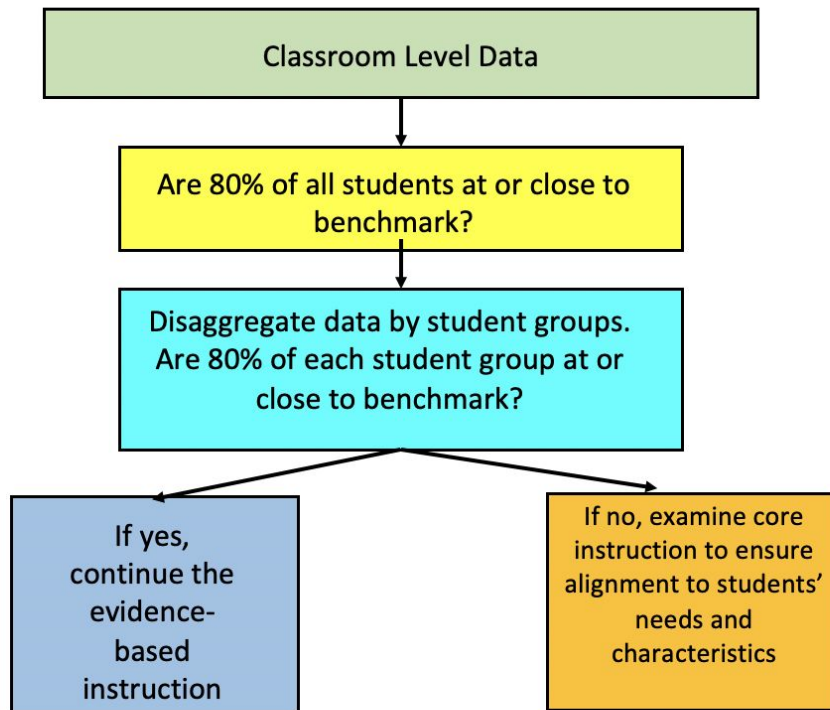 Classroom Level Data
Are 80% of all students at or close to
benchmark?
Disaggregate data by student groups.
Are 80% of each student group at or
close to benchmark?
If yes,
continue the
evidence-
based
instruction
If no, examine core
instruction to ensure
alignment to students’
needs and
characteristics